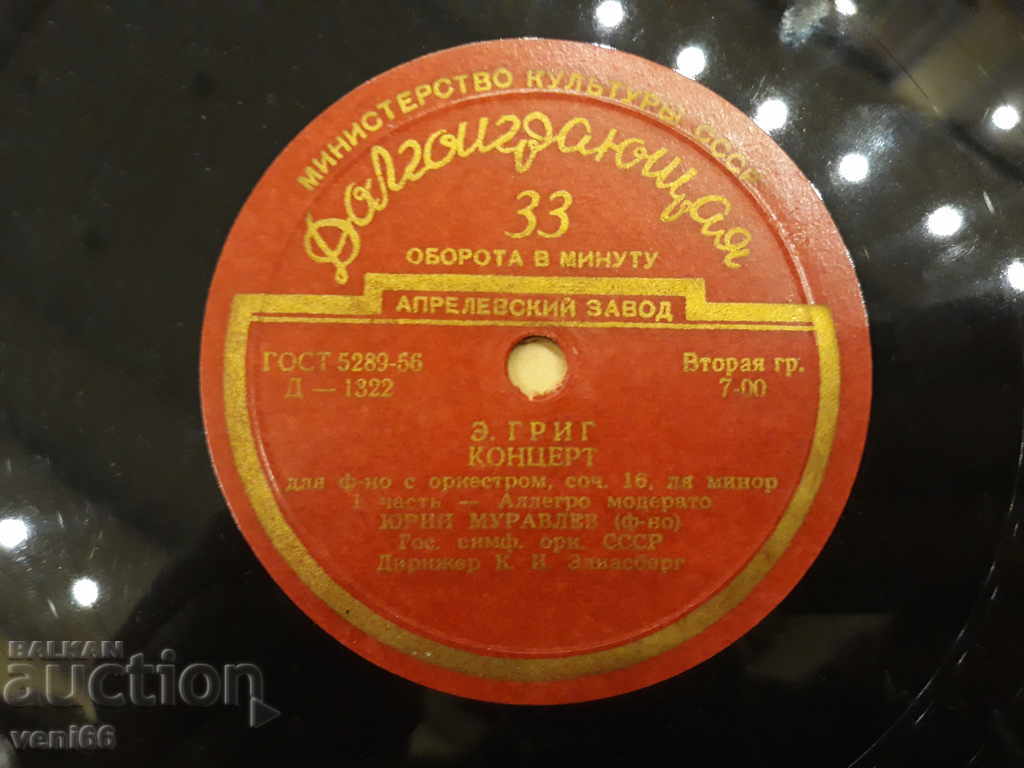 МИНИСТЕРСТВО КУЛЬТУРЫ СССР
Долгоиграющая
33
ОБОРОТА В МИНУТУ
АПРЕЛЕВСКИЙ ЗАВОД
ГОСТ 5289-56 Вторая гр.
Д — 1322 7-00
Э. ГРИГ
КОНЦЕРТ
для ф-но с оркестром, соч. 16, ля минор
1 часть — Аллегро модерато
ЮРИЙ МУРАВЛЕВ (ф-но)
Гос. симф. орк. СССР
Дирижер К. И. Элиасберг
BALKAN
auction
veni66